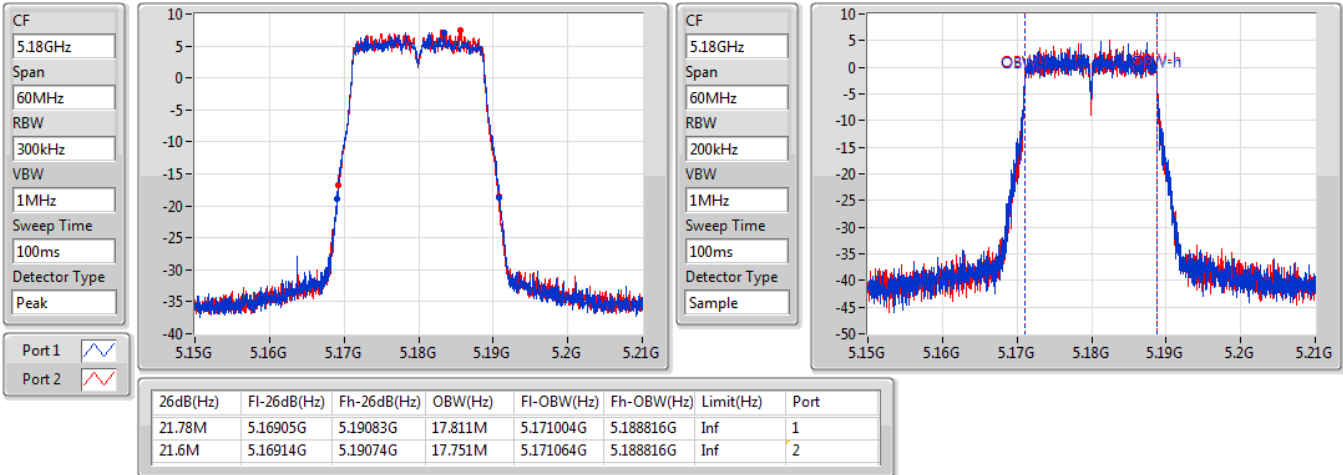 CF
5.18GHz
Span
60MHz
RBW
300kHz
VBW
1MHz
Sweep Time
100ms
Detector Type
Peak
Port 1
Port 2
10
5
0
-5
-10
-15
-20
-25
-30
-35
-40
5.15G 5.16G 5.17G 5.18G 5.19G 5.2G 5.21G
CF
5.18GHz
Span
60MHz
RBW
200kHz
VBW
1MHz
Sweep Time
100ms
Detector Type
Sample
10
5
0
-5
-10
-15
-20
-25
-30
-35
-40
-45
-50
5.15G 5.16G 5.17G 5.18G 5.19G 5.2G 5.21G
26dB(Hz) Fl-26dB(Hz) Fh-26dB(Hz) OBW(Hz) Fl-OBW(Hz) Fh-OBW(Hz) Limit(Hz) Port
21.78M 5.16905G 5.19083G 17.811M 5.171004G 5.188816G Inf 1
21.6M 5.16914G 5.19074G 17.751M 5.171064G 5.188816G Inf 2